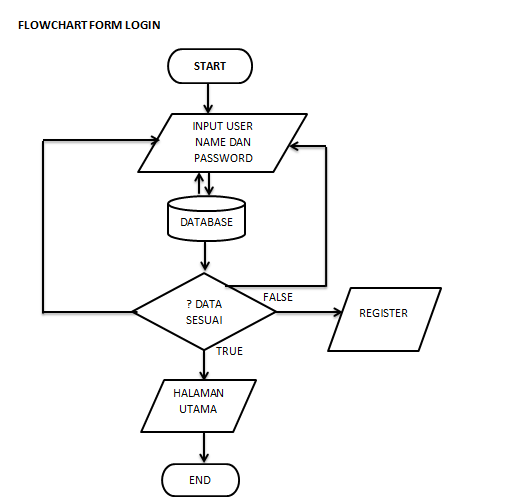 FLOWCHART FORM LOGIN
START
INPUT USER
NAME DAN
PASSWORD
DATABASE
? DATA
SESUAI
FALSE
REGISTER
TRUE
HALAMAN
UTAMA
END